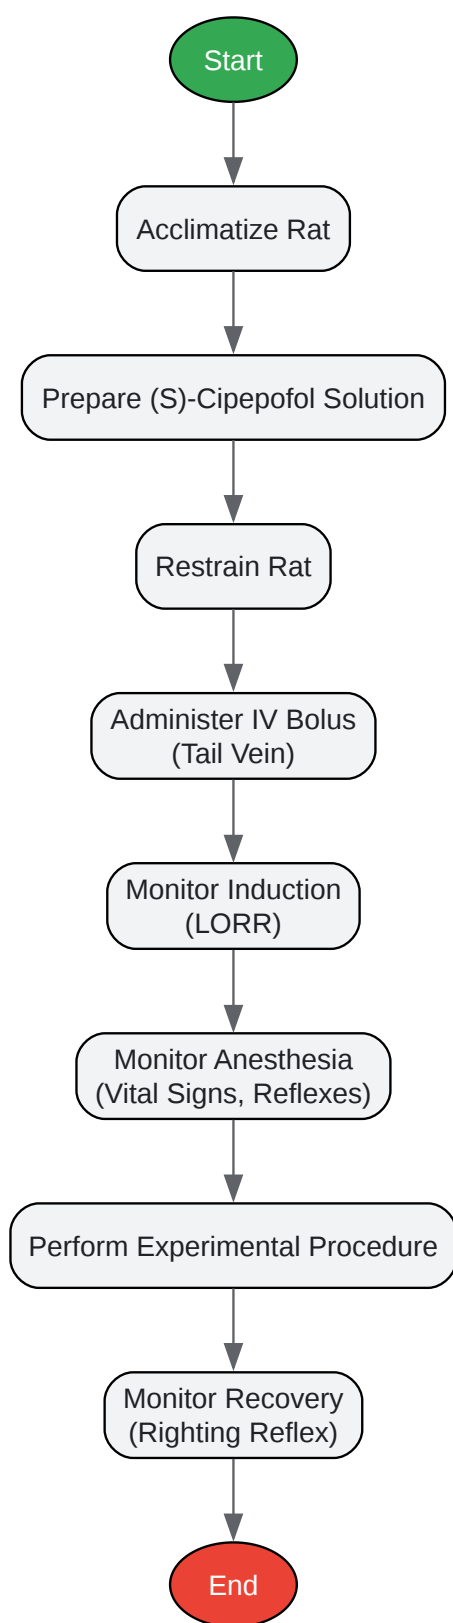 Start
Acclimatize Rat
Prepare (S)-Cipepofol Solution
Restrain Rat
Administer IV Bolus
(Tail Vein)
Monitor Induction
(LORR)
Monitor Anesthesia
(Vital Signs, Reflexes)
Perform Experimental Procedure
Monitor Recovery
(Righting Reflex)
End